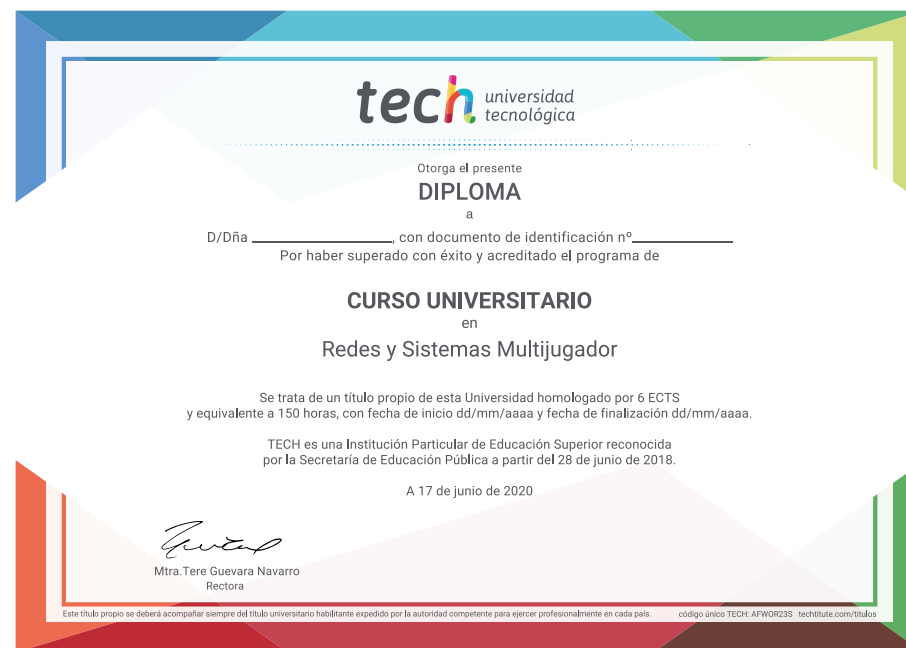 tech universidad
tecnológica
Otorga el presente
DIPLOMA
a
D/Dña ________________, con documento de identificación nº____________
Por haber superado con éxito y acreditado el programa de
CURSO UNIVERSITARIO
en
Redes y Sistemas Multijugador
Se trata de un título propio de esta Universidad homologado por 6 ECTS
y equivalente a 150 horas, con fecha de inicio dd/mm/aaaa y fecha de finalización dd/mm/aaaa.
TECH es una Institución Particular de Educación Superior reconocida
por la Secretaría de Educación Pública a partir del 28 de junio de 2018.
A 17 de junio de 2020
Mtra.Tere Guevara Navarro
Rectora
Este título propio se deberá acompañar siempre del título universitario habilitante expedido por la autoridad competente para ejercer profesionalmente en cada país. código único TECH: AFWOR23S techtitute.com/titulos